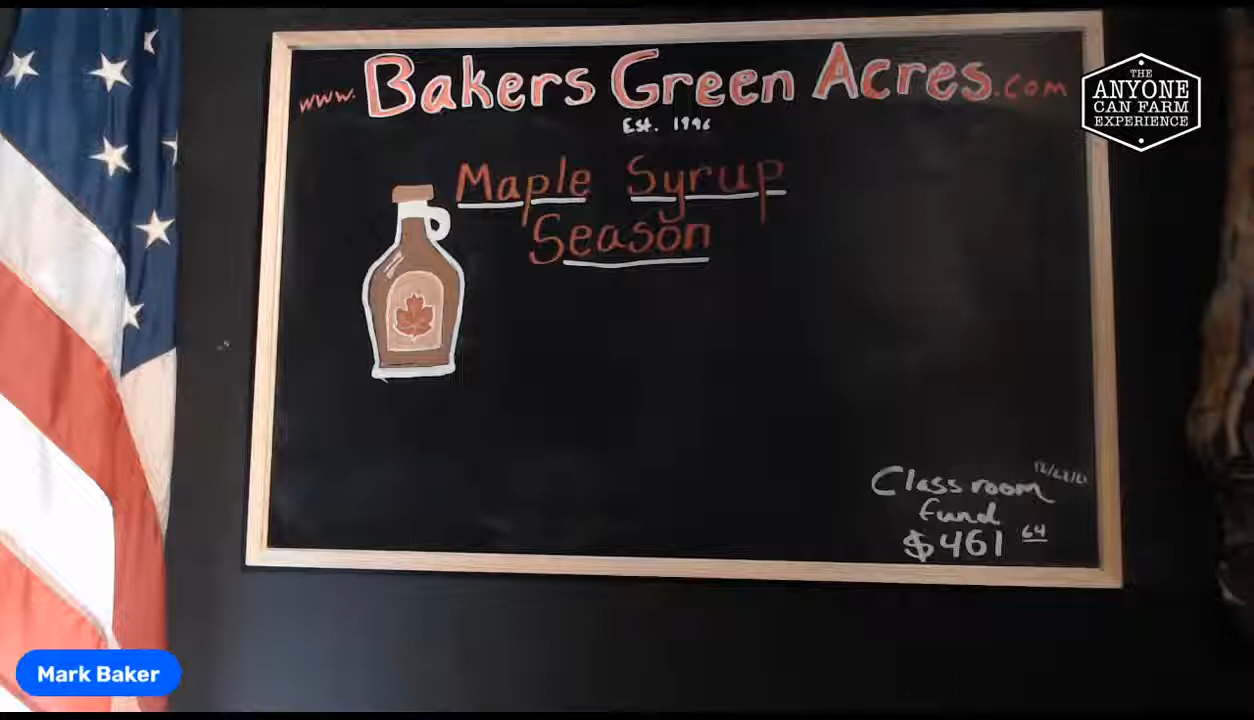 www.Bakers Green Acres.com
Est. 1996
Maple Syrup
Season
THE
ANYONE
CAN FARM
EXPERIENCE
Classroom
fund
$461 64
Mark Baker